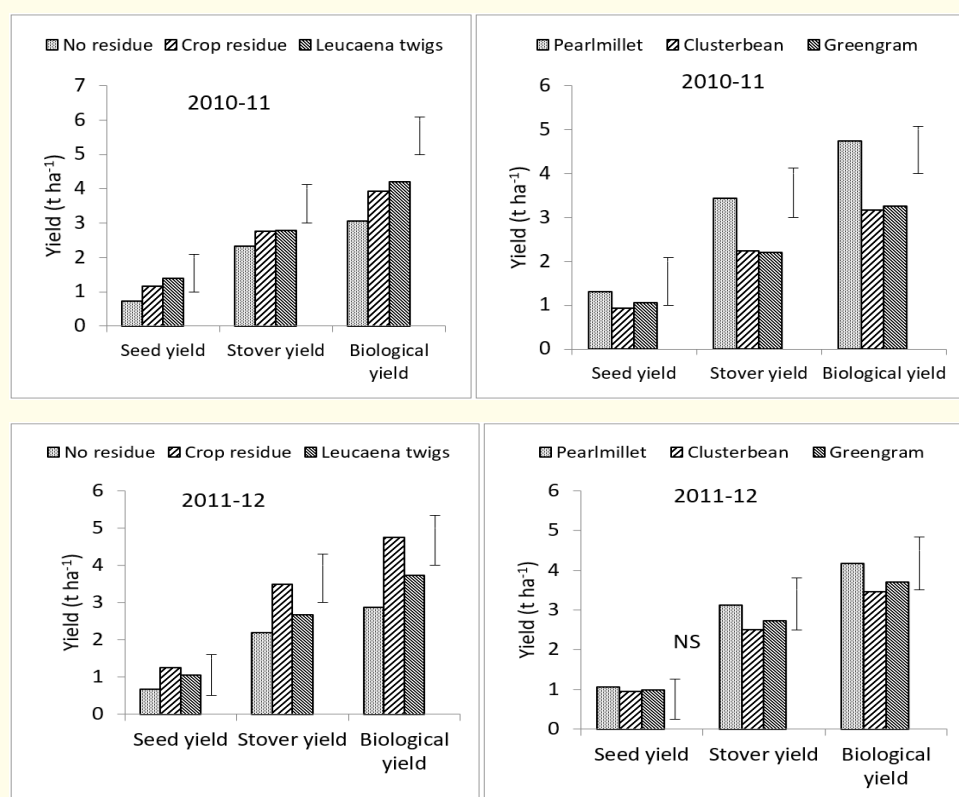 No residue Crop residue Leucaena twigs
2010-11
Yield (t ha⁻¹)
7
6
5
4
3
2
1
0
Seed yield Stover yield Biological
yield
Pearlmillet Clusterbean Greengram
2010-11
Yield (t ha⁻¹)
6
5
4
3
2
1
0
Seed yield Stover yield Biological yield
No residue Crop residue Leucaena twigs
2011-12
Yield (t ha⁻¹)
6
5
4
3
2
1
0
Seed yield Stover yield Biological
yield
Pearlmillet Clusterbean Greengram
2011-12
Yield (t ha⁻¹)
6
5
4
3
2
1
0
NS
Seed yield Stover yield Biological
yield